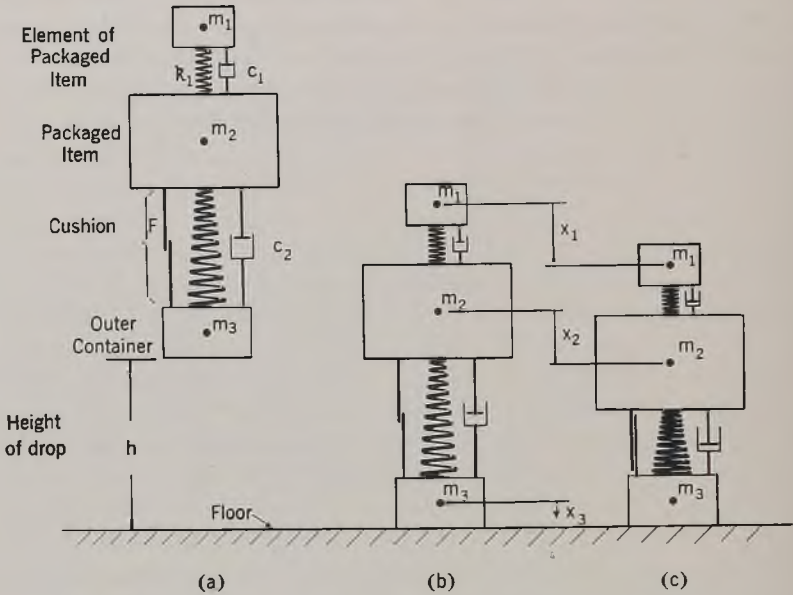 Element of
Packaged
Item
m1
k1
c1
Packaged
Item
m2
Cushion
F
c2
Outer
Container
m3
Height
of drop
h
Floor
m1
x1
m1
m2
x2
m2
m3
x3
m3
(a)
(b)
(c)